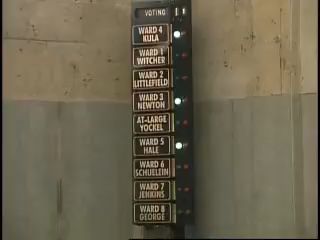 VOTING
WARD 4
KULA
WARD 1
WITCHER
WARD 2
LITTLEFIELD
WARD 3
NEWTON
AT-LARGE
YOCKEL
WARD 5
HALE
WARD 6
SCHUELEIN
WARD 7
JENKINS
WARD 8
GEORGE